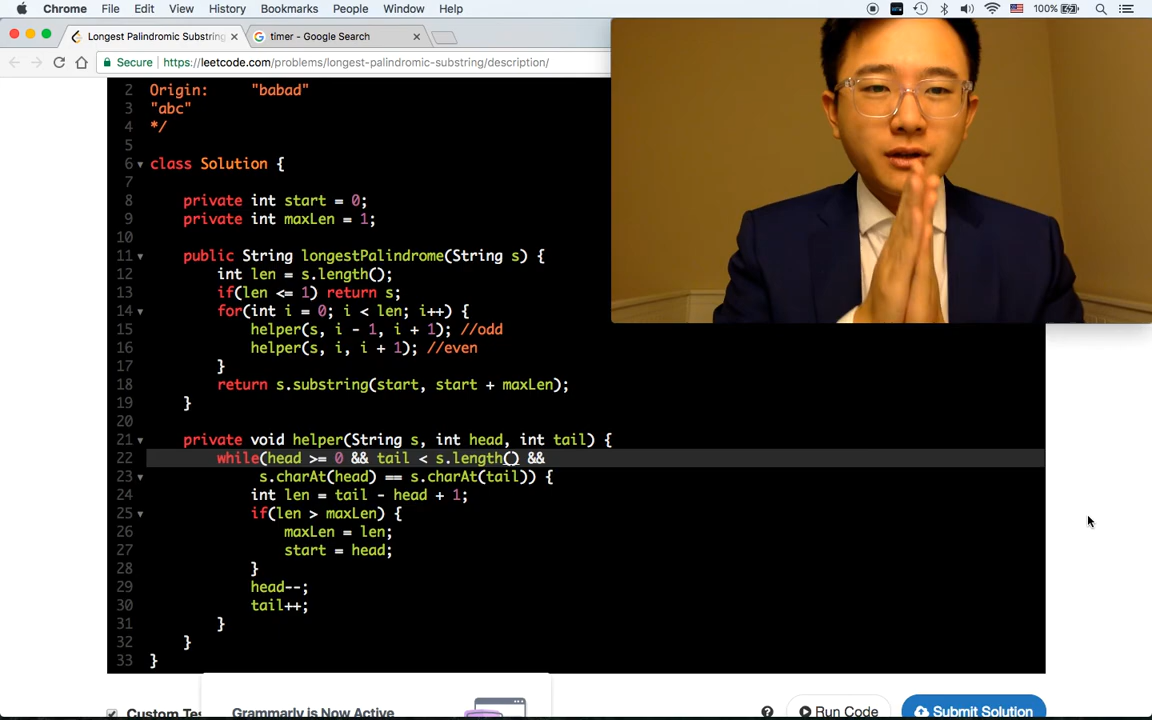 Chrome File Edit View History Bookmarks People Window Help 100%
Longest Palindromic Substring timer - Google Search
Secure https://leetcode.com/problems/longest-palindromic-substring/description/
2 Origin: "babad"
3 "abc"
4 */
5
6 class Solution {
7
8 private int start = 0;
9 private int maxLen = 1;
10
11 public String longestPalindrome(String s) {
12 int len = s.length();
13 if(len <= 1) return s;
14 for(int i = 0; i < len; i++) {
15 helper(s, i - 1, i + 1); //odd
16 helper(s, i, i + 1); //even
17 }
18 return s.substring(start, start + maxLen);
19 }
20
21 private void helper(String s, int head, int tail) {
22 while(head >= 0 && tail < s.length() &&
23 s.charAt(head) == s.charAt(tail)) {
24 int len = tail - head + 1;
25 if(len > maxLen) {
26 maxLen = len;
27 start = head;
28 }
29 head--;
30 tail++;
31 }
32 }
33 }
Custom Tes Grammarly is Now Active ? Run Code Submit Solution